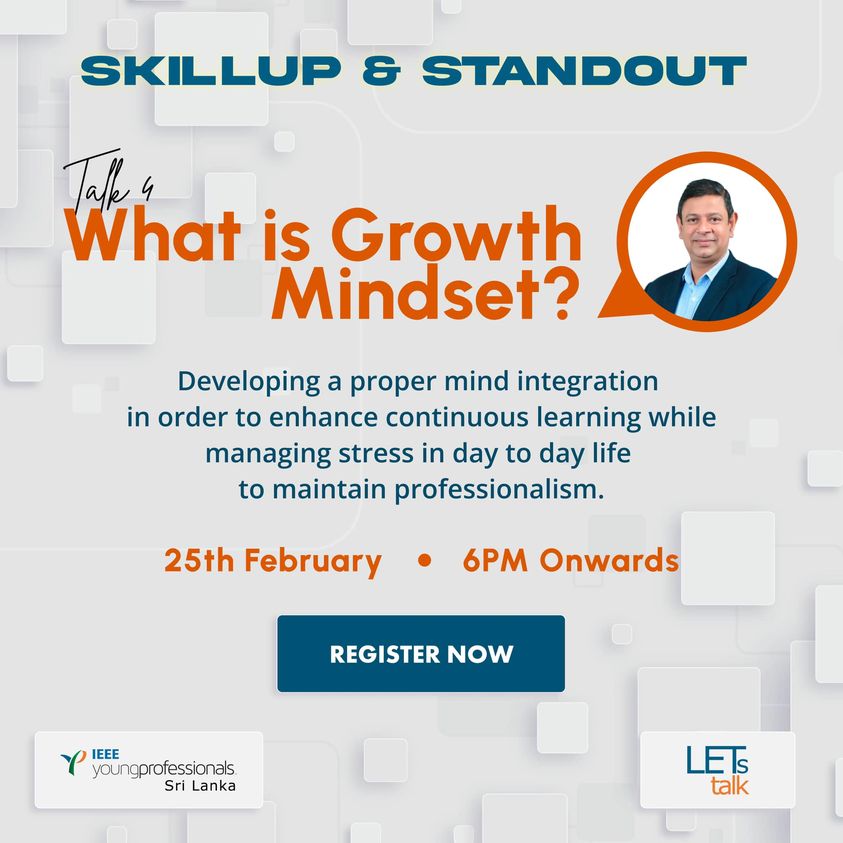 SKILLUP & STANDOUT
Talk 4
What is Growth
Mindset?
Developing a proper mind integration
in order to enhance continuous learning while
managing stress in day to day life
to maintain professionalism.
25th February • 6PM Onwards
REGISTER NOW
IEEE
youngprofessionals.
Sri Lanka
LETs
talk